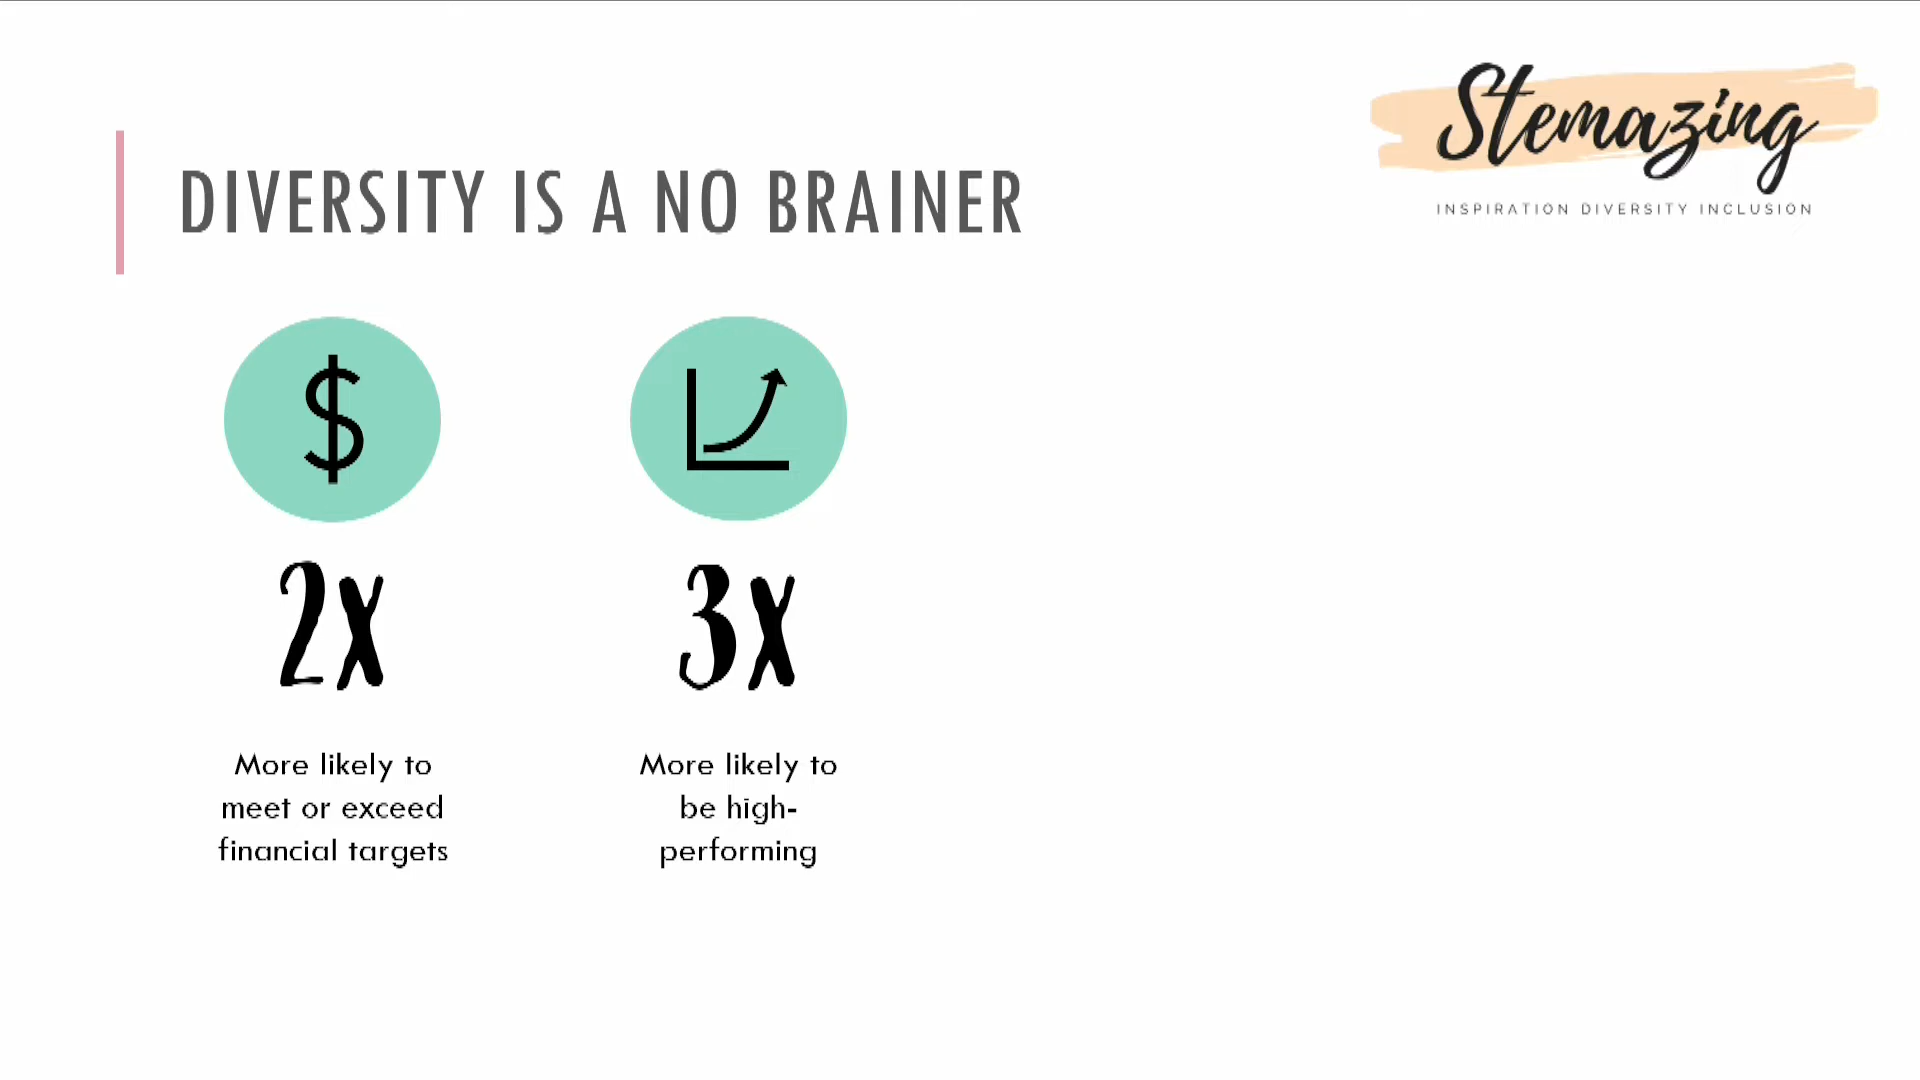 Stemazing
INSPIRATION DIVERSITY INCLUSION
DIVERSITY IS A NO BRAINER
$
2X
3X
More likely to
meet or exceed
financial targets
More likely to
be high-
performing